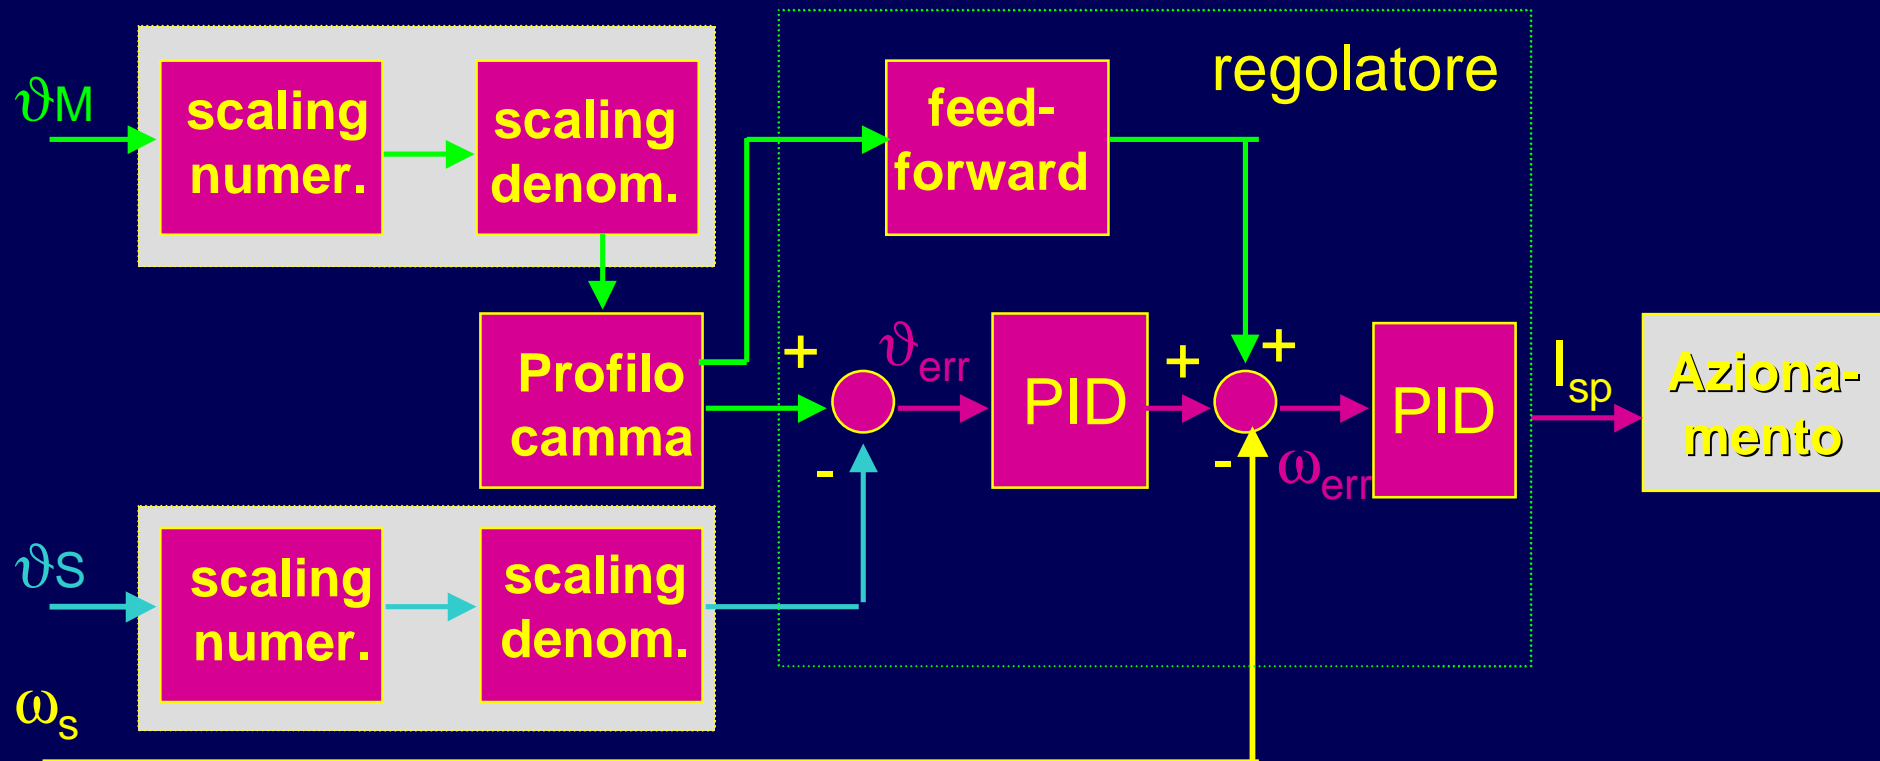 regolatore
ϑM
scaling
numer.
scaling
denom.
feed-
forward
Profilo
camma
+
-
ϑerr
PID
+
+
-
ωerr
PID
Isp
Aziona-
mento
ϑS
scaling
numer.
scaling
denom.
ωs